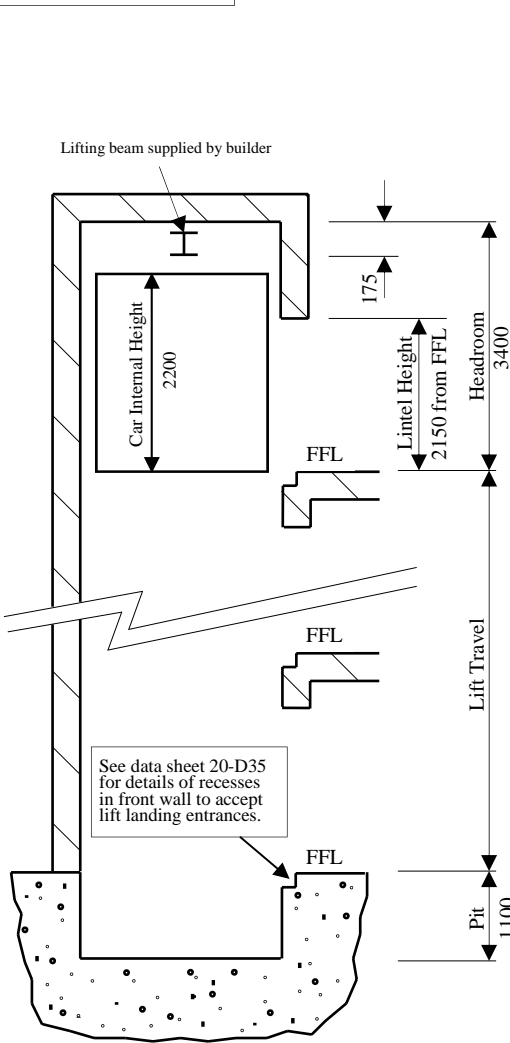 Lifting beam supplied by builder
175
Headroom
3400
Car Internal Height
2200
Lintel Height
2150 from FFL
FFL
FFL
Lift Travel
See data sheet 20-D35
for details of recesses
in front wall to accept
lift landing entrances.
FFL
Pit
1100